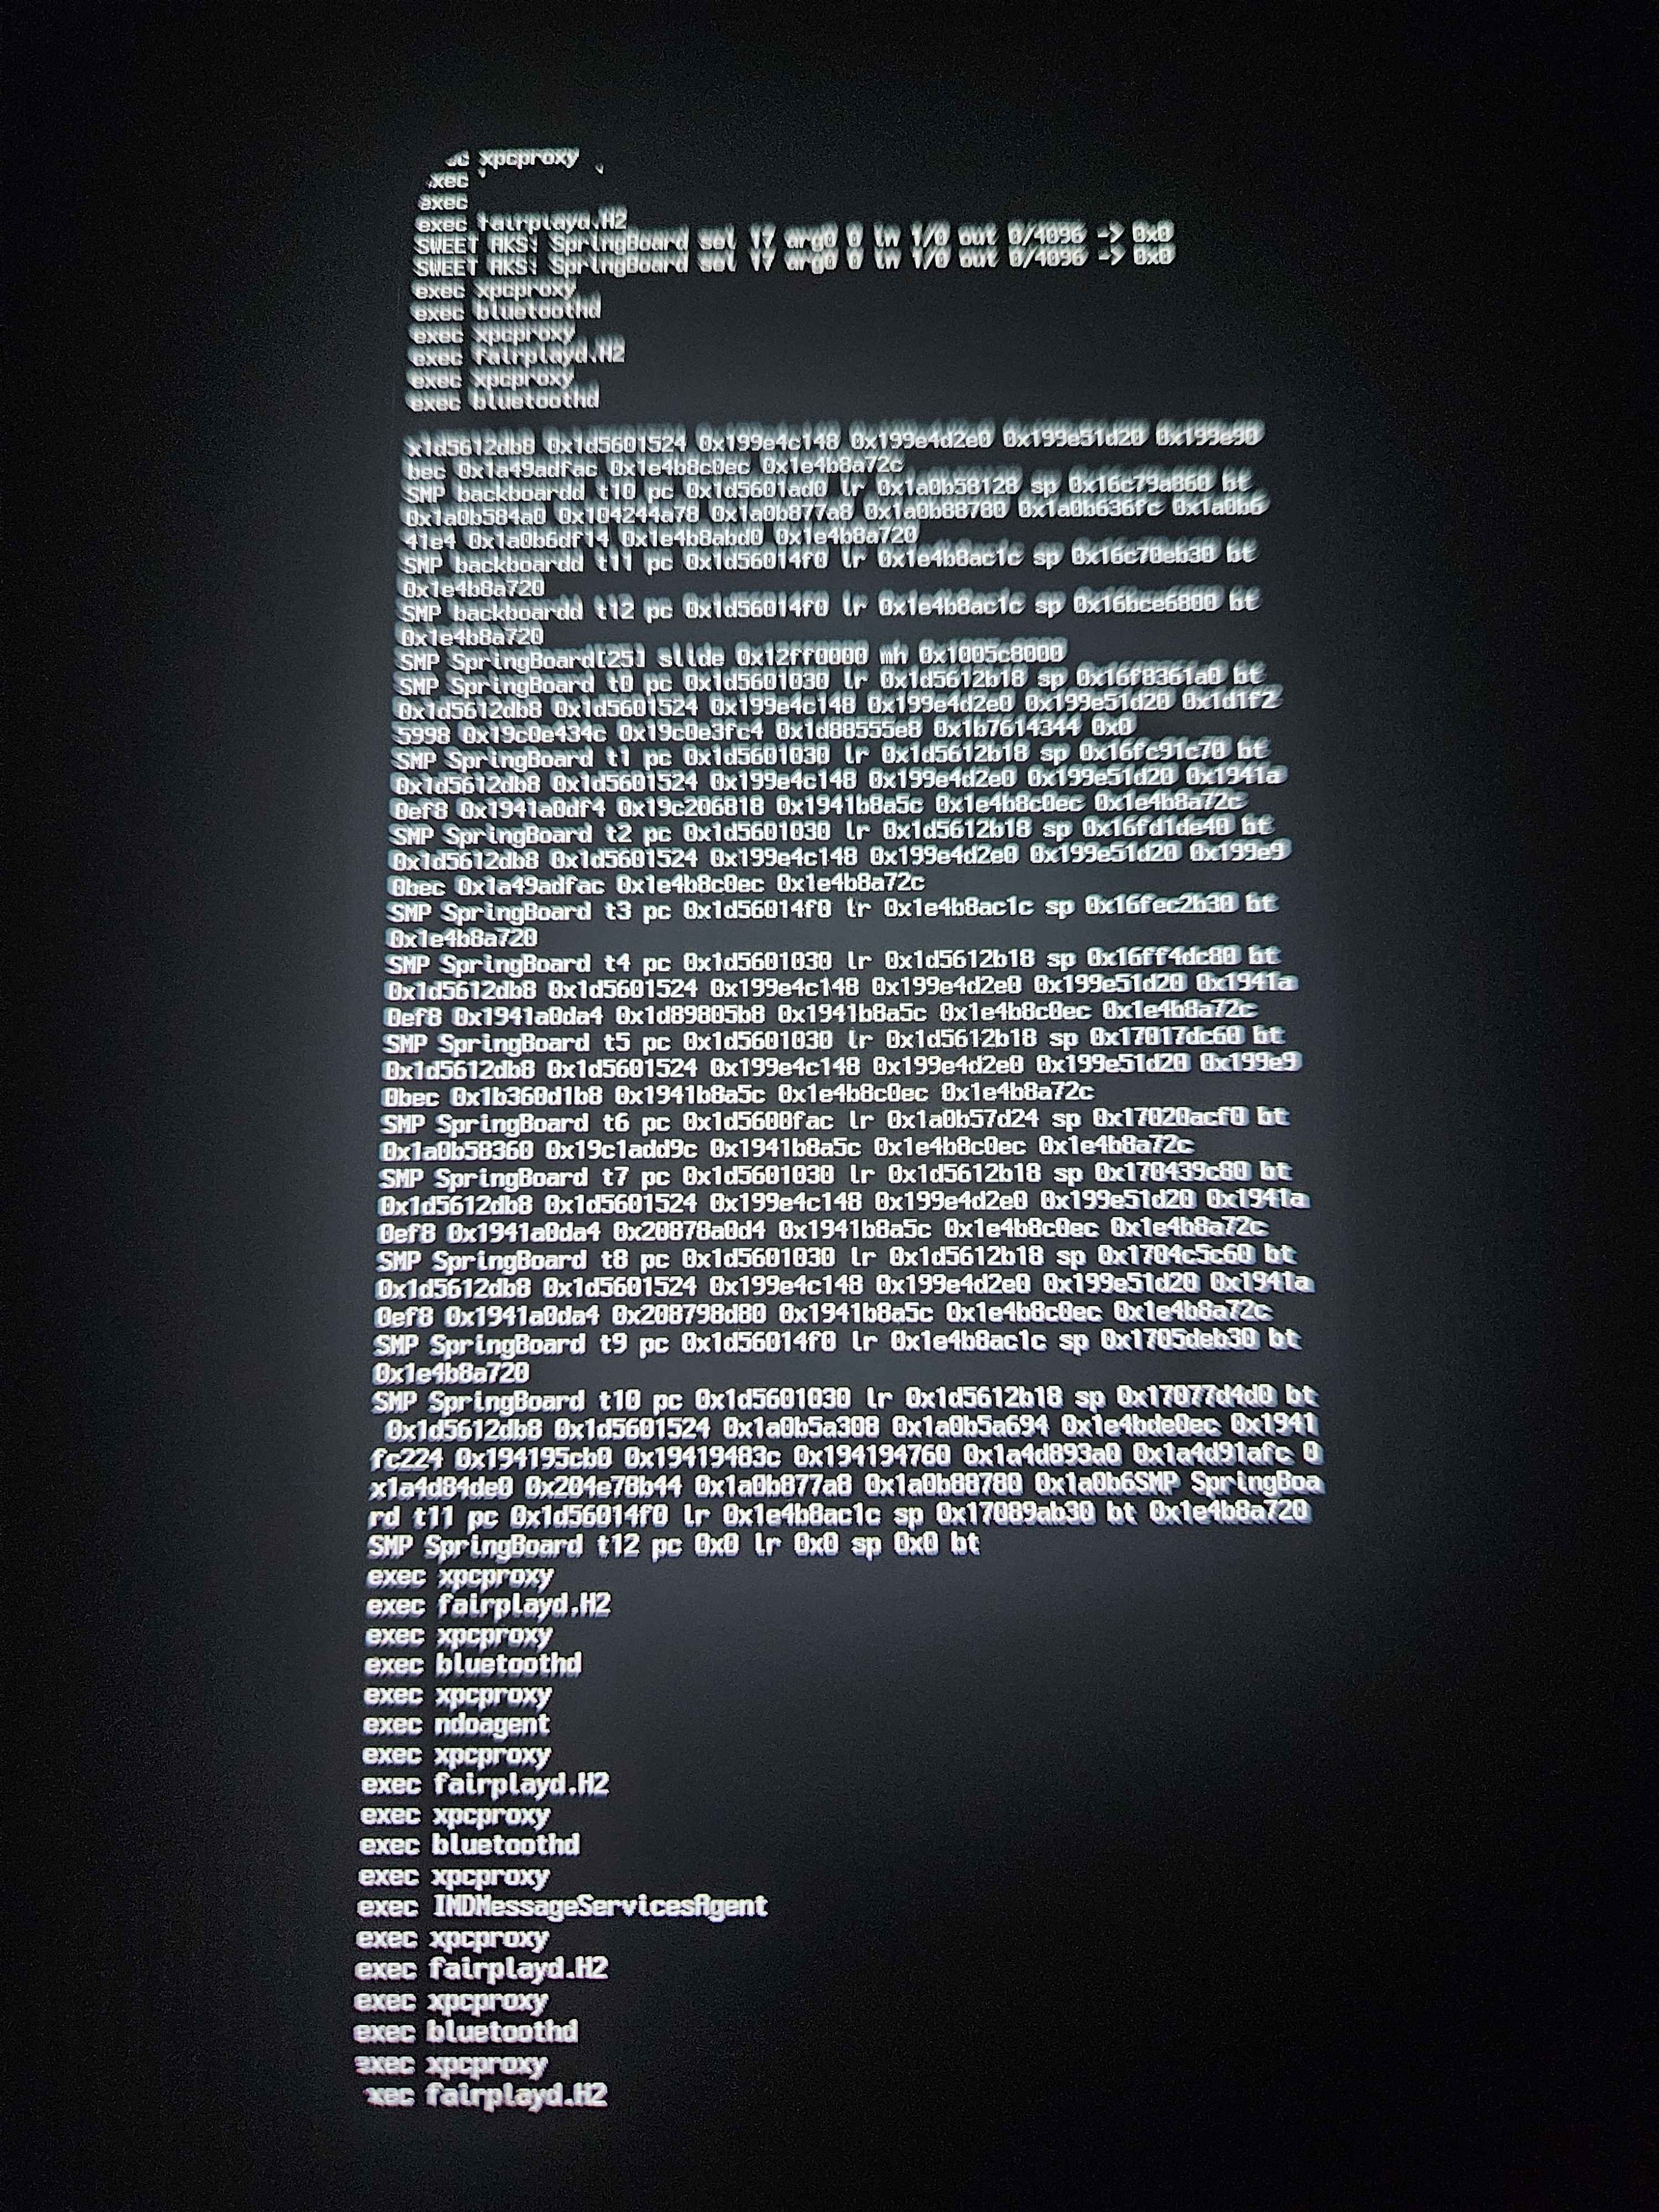 xpcproxy
exec
exec fairplayd.H2
SWEET AKS: SpringBoard sel 17 arg0 0 in 1/0 out 0/4096 -> 0x0
SWEET AKS: SpringBoard sel 17 arg0 0 in 1/0 out 0/4096 -> 0x0
exec xpcproxy
exec bluetoothd
exec xpcproxy
exec fairplayd.H2
exec xpcproxy
exec bluetoothd
x1d5612db8 0x1d5601524 0x199e4c148 0x199e4d2e0 0x199e51d20 0x199e90
bec 0x1a49adfac 0x1e4b8c0ec 0x1e4b8a72c
SMP backboardd t10 pc 0x1d5601ad0 lr 0x1a0b58128 sp 0x16c79a860 bt
0x1a0b584a0 0x104244a78 0x1a0b877a8 0x1a0b88780 0x1a0b636fc 0x1a0b6
41e4 0x1a0b6df14 0x1e4b8abd0 0x1e4b8a720
SMP backboardd t11 pc 0x1d56014f0 lr 0x1e4b8ac1c sp 0x16c70eb30 bt
0x1e4b8a720
SMP backboardd t12 pc 0x1d56014f0 lr 0x1e4b8ac1c sp 0x16bce6800 bt
0x1e4b8a720
SMP SpringBoard[25] slide 0x12ff0000 mh 0x1005c8000
SMP SpringBoard t0 pc 0x1d5601030 lr 0x1d5612b18 sp 0x16f8361a0 bt
0x1d5612db8 0x1d5601524 0x199e4c148 0x199e4d2e0 0x199e51d20 0x1d1f2
5998 0x19c0e434c 0x19c0e3fc4 0x1d88555e8 0x1b7614344 0x0
SMP SpringBoard t1 pc 0x1d5601030 lr 0x1d5612b18 sp 0x16fc91c70 bt
0x1d5612db8 0x1d5601524 0x199e4c148 0x199e4d2e0 0x199e51d20 0x1941a
0ef8 0x1941a0df4 0x19c206818 0x1941b8a5c 0x1e4b8c0ec 0x1e4b8a72c
SMP SpringBoard t2 pc 0x1d5601030 lr 0x1d5612b18 sp 0x16fd1de40 bt
0x1d5612db8 0x1d5601524 0x199e4c148 0x199e4d2e0 0x199e51d20 0x199e9
0bec 0x1a49adfac 0x1e4b8c0ec 0x1e4b8a72c
SMP SpringBoard t3 pc 0x1d56014f0 lr 0x1e4b8ac1c sp 0x16fec2b30 bt
0x1e4b8a720
SMP SpringBoard t4 pc 0x1d5601030 lr 0x1d5612b18 sp 0x16ff4dc80 bt
0x1d5612db8 0x1d5601524 0x199e4c148 0x199e4d2e0 0x199e51d20 0x1941a
0ef8 0x1941a0da4 0x1d89805b8 0x1941b8a5c 0x1e4b8c0ec 0x1e4b8a72c
SMP SpringBoard t5 pc 0x1d5601030 lr 0x1d5612b18 sp 0x17017dc60 bt
0x1d5612db8 0x1d5601524 0x199e4c148 0x199e4d2e0 0x199e51d20 0x199e9
0bec 0x1b360d1b8 0x1941b8a5c 0x1e4b8c0ec 0x1e4b8a72c
SMP SpringBoard t6 pc 0x1d5600fac lr 0x1a0b57d24 sp 0x17020acf0 bt
0x1a0b58360 0x19c1add9c 0x1941b8a5c 0x1e4b8c0ec 0x1e4b8a72c
SMP SpringBoard t7 pc 0x1d5601030 lr 0x1d5612b18 sp 0x170439c80 bt
0x1d5612db8 0x1d5601524 0x199e4c148 0x199e4d2e0 0x199e51d20 0x1941a
0ef8 0x1941a0da4 0x20878a0d4 0x1941b8a5c 0x1e4b8c0ec 0x1e4b8a72c
SMP SpringBoard t8 pc 0x1d5601030 lr 0x1d5612b18 sp 0x1704c5c60 bt
0x1d5612db8 0x1d5601524 0x199e4c148 0x199e4d2e0 0x199e51d20 0x1941a
0ef8 0x1941a0da4 0x208798d80 0x1941b8a5c 0x1e4b8c0ec 0x1e4b8a72c
SMP SpringBoard t9 pc 0x1d56014f0 lr 0x1e4b8ac1c sp 0x1705deb30 bt
0x1e4b8a720
SMP SpringBoard t10 pc 0x1d5601030 lr 0x1d5612b18 sp 0x17077d4d0 bt
0x1d5612db8 0x1d5601524 0x1a0b5a308 0x1a0b5a694 0x1e4bde0ec 0x1941
fc224 0x194195cb0 0x19419483c 0x194194760 0x1a4d893a0 0x1a4d91afc 0
x1a4d84de0 0x204e78b44 0x1a0b877a8 0x1a0b88780 0x1a0b6SMP SpringBoa
rd t11 pc 0x1d56014f0 lr 0x1e4b8ac1c sp 0x17089ab30 bt 0x1e4b8a720
SMP SpringBoard t12 pc 0x0 lr 0x0 sp 0x0 bt
exec xpcproxy
exec fairplayd.H2
exec xpcproxy
exec bluetoothd
exec xpcproxy
exec ndoagent
exec xpcproxy
exec fairplayd.H2
exec xpcproxy
exec bluetoothd
exec xpcproxy
exec IMDMessageServicesAgent
exec xpcproxy
exec fairplayd.H2
exec xpcproxy
exec bluetoothd
exec xpcproxy
xec fairplayd.H2